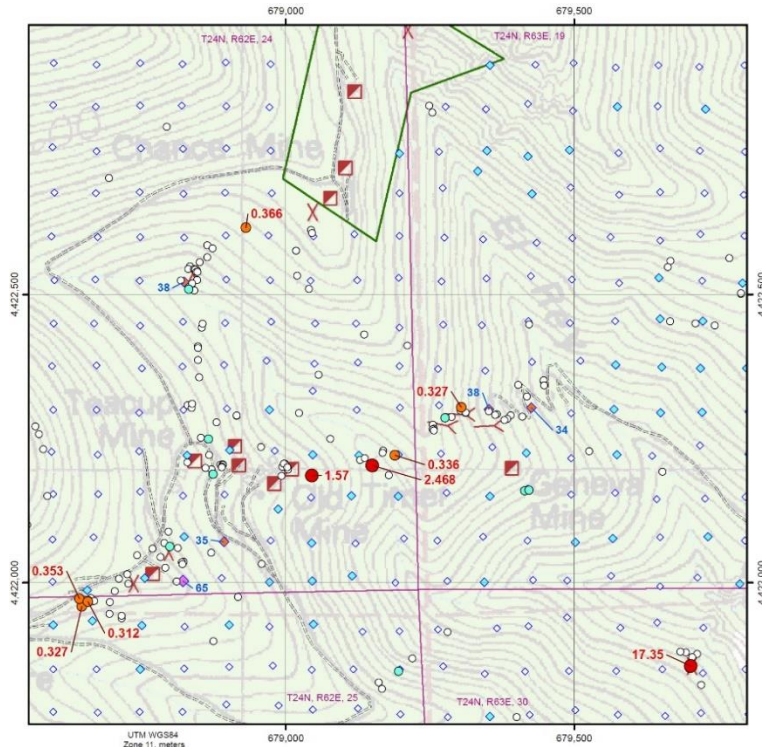 679,000
679,500
T24N, R62E, 24
T24N, R63E, 19
Chance Mine
0.366
38
4,422,500
4,422,500
0.327
38
34
Teacup
Mine
0.336
1.57
2.468
Geneva
Mine
Mine
35
0.353
65
4,422,000
4,422,000
0.312
0.327
17.35
T24N, R62E, 25
T24N, R63E, 30
UTM WGS84
Zone 11, meters
679,000
679,500